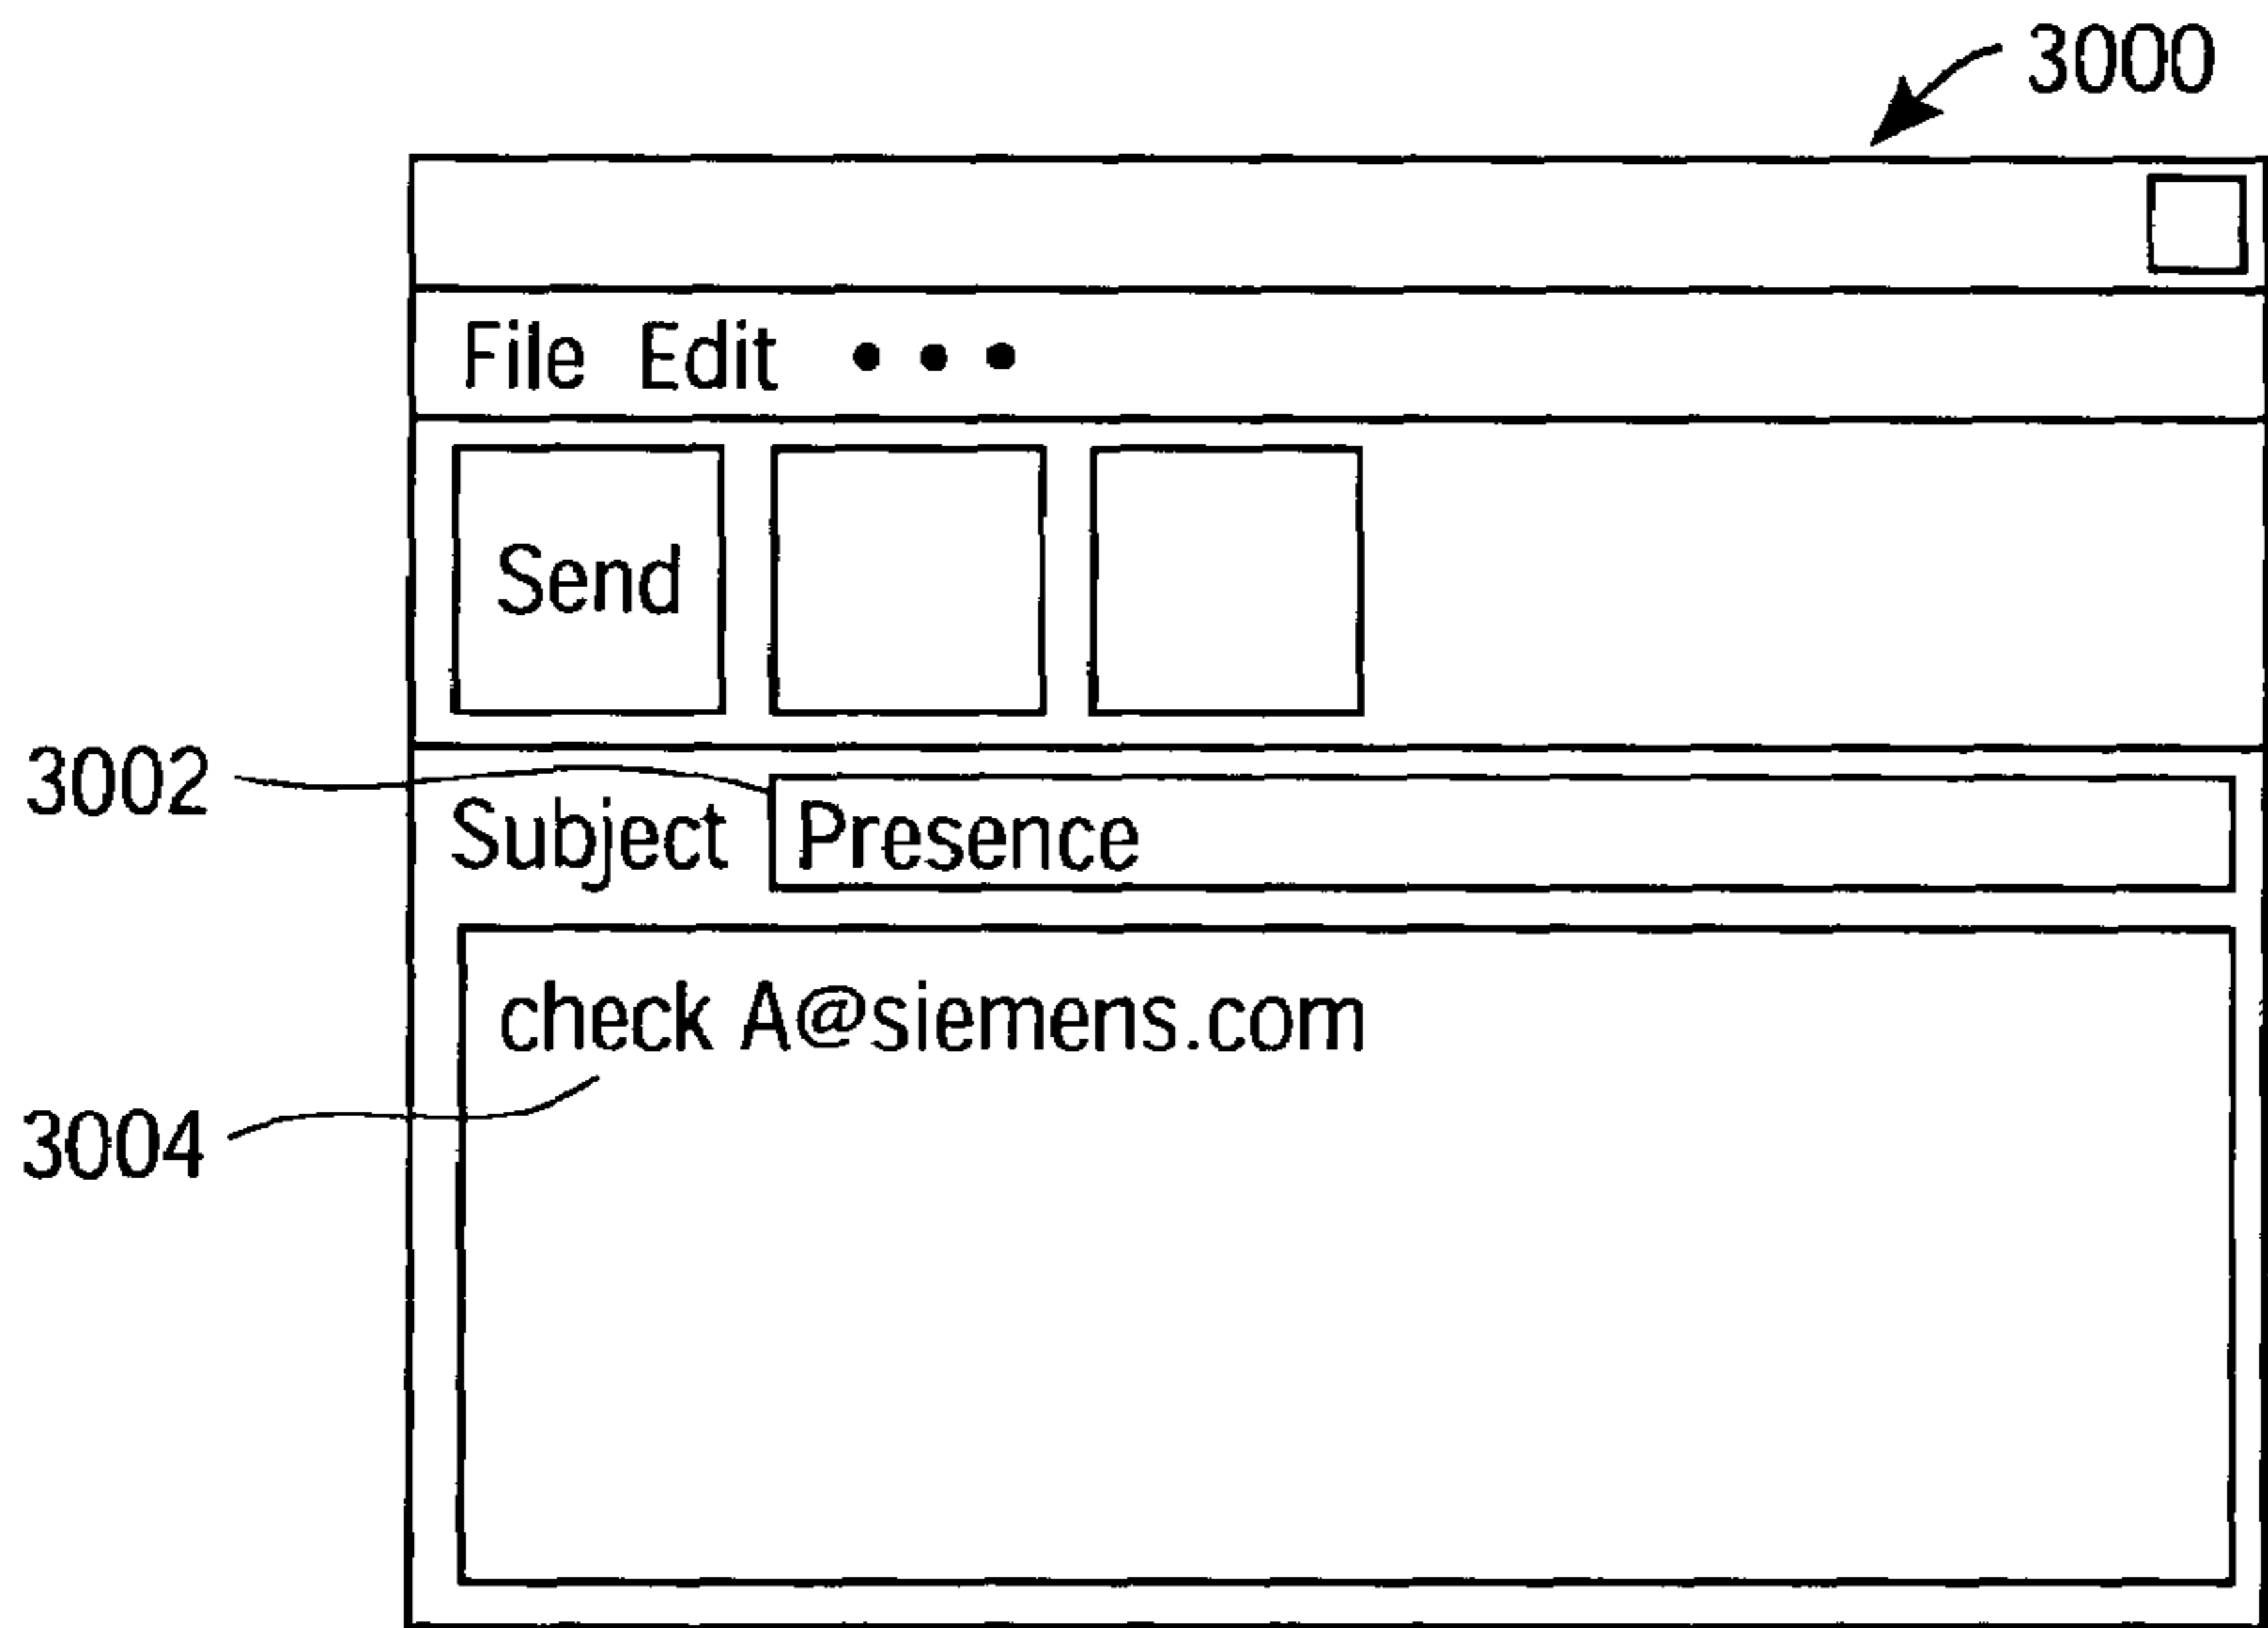 3000
File Edit • • •
Send
3002
Subject Presence
check A@siemens.com
3004